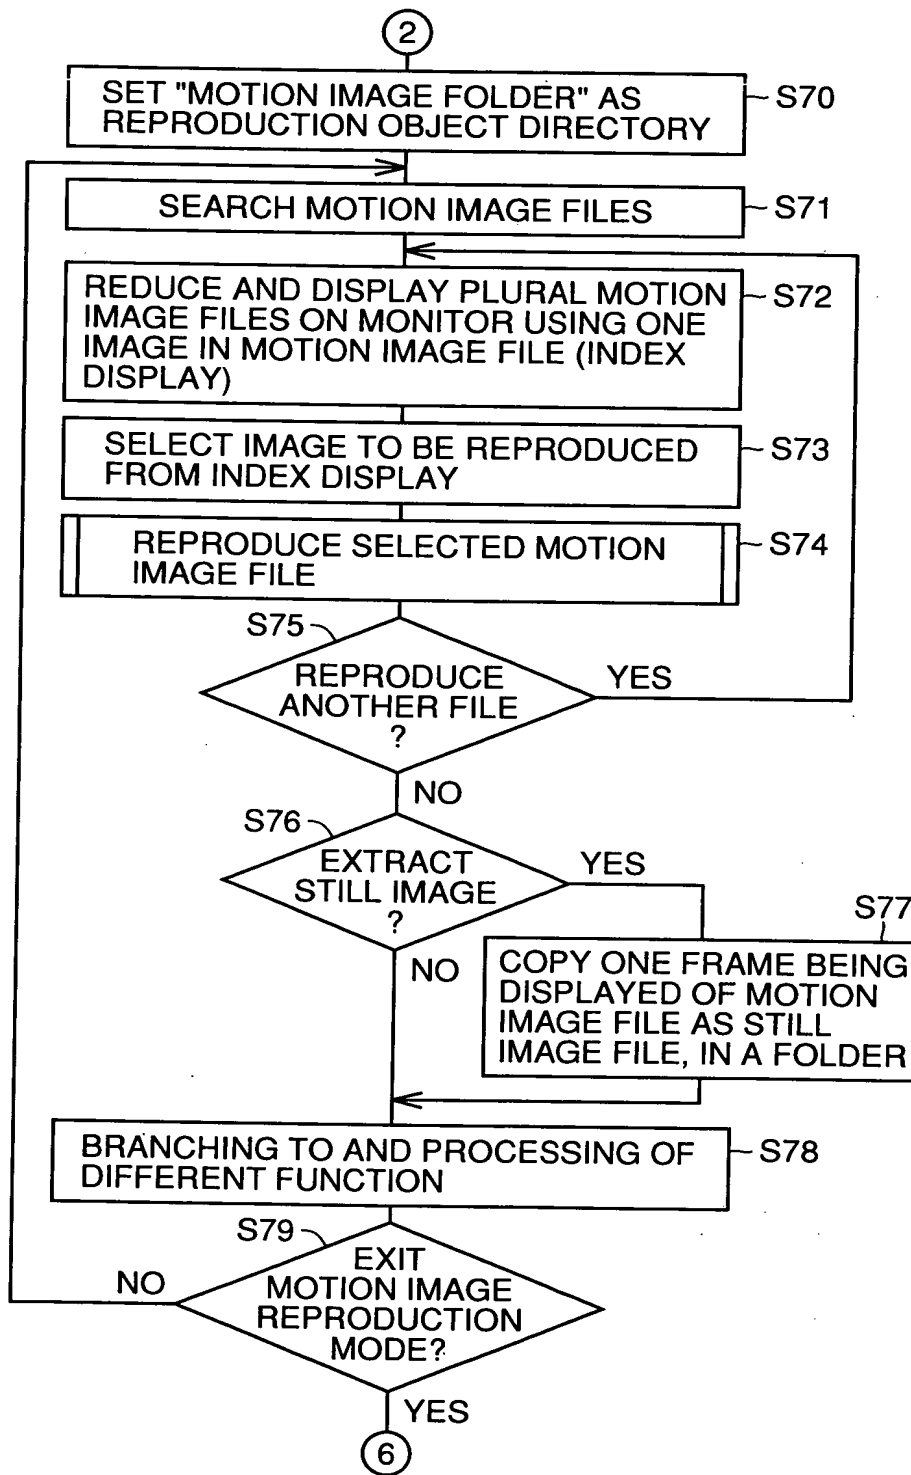 2
SET "MOTION IMAGE FOLDER" AS
REPRODUCTION OBJECT DIRECTORY
S70
SEARCH MOTION IMAGE FILES
S71
REDUCE AND DISPLAY PLURAL MOTION
IMAGE FILES ON MONITOR USING ONE
IMAGE IN MOTION IMAGE FILE (INDEX
DISPLAY)
S72
SELECT IMAGE TO BE REPRODUCED
FROM INDEX DISPLAY
S73
REPRODUCE SELECTED MOTION
IMAGE FILE
S74
S75
REPRODUCE
ANOTHER FILE
?
YES
NO
S76
EXTRACT
STILL IMAGE
?
YES
NO
S77
COPY ONE FRAME BEING
DISPLAYED OF MOTION
IMAGE FILE AS STILL
IMAGE FILE, IN A FOLDER
BRANCHING TO AND PROCESSING OF
DIFFERENT FUNCTION
S78
S79
EXIT
MOTION IMAGE
REPRODUCTION
MODE?
NO
YES
6